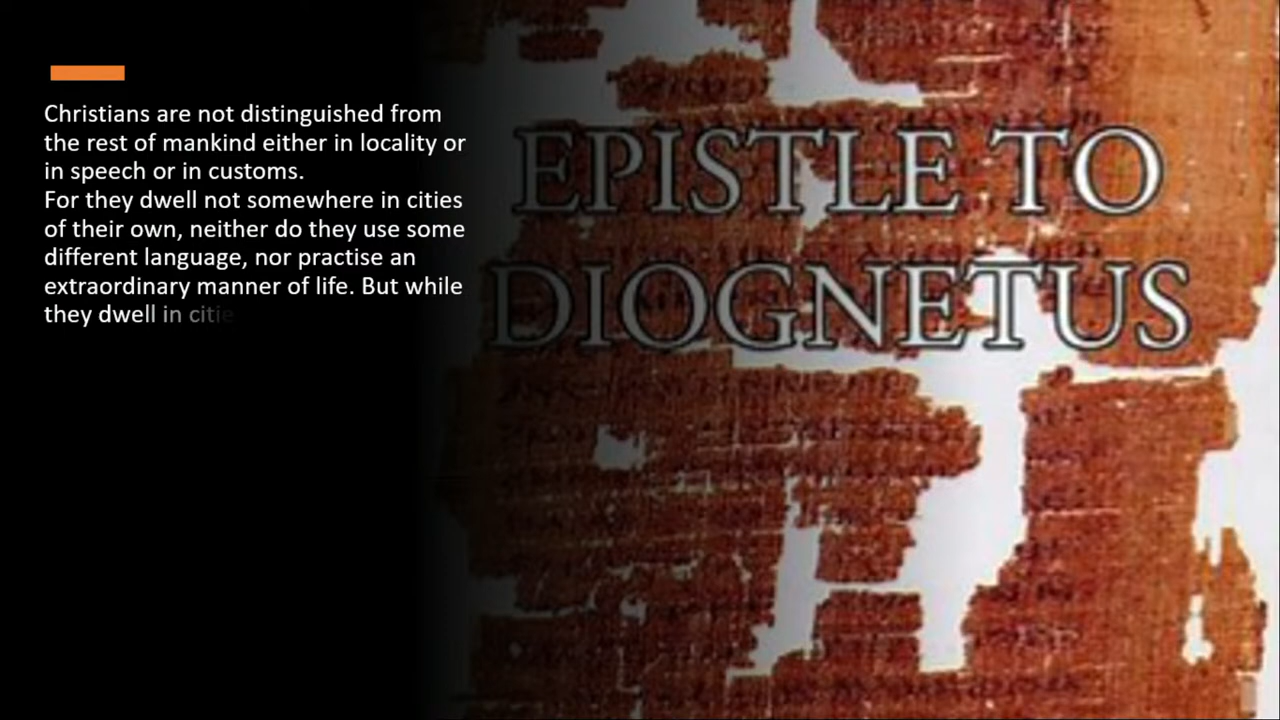 Christians are not distinguished from
the rest of mankind either in locality or
in speech or in customs.
For they dwell not somewhere in cities
of their own, neither do they use some
different language, nor practise an
extraordinary manner of life. But while
they dwell in citie
EPISTLE TO
DIOGNETUS